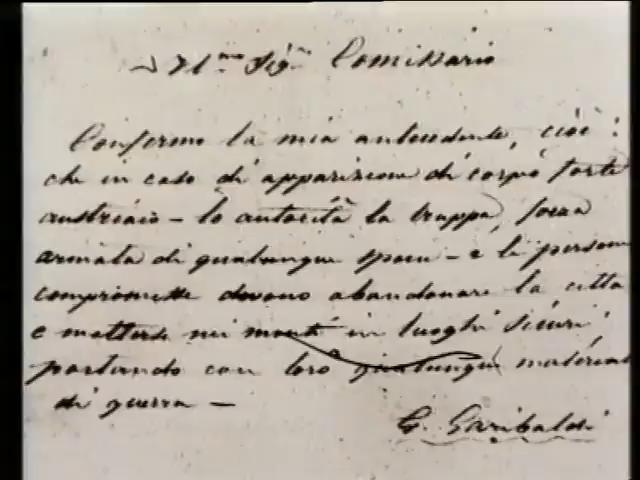 Ill.mo Sig.r Comissario
Confermo la mia antecedente, cioè:
che in caso di apparizione di corpo forte
austriaco – le autorità la truppa, forza
armata di qualunque specie – e le persone
compromesse devono abandonare la città
e mettersi nei monti in luoghi sicuri
portando con loro qualunque material
di guerra –
G. Garibaldi